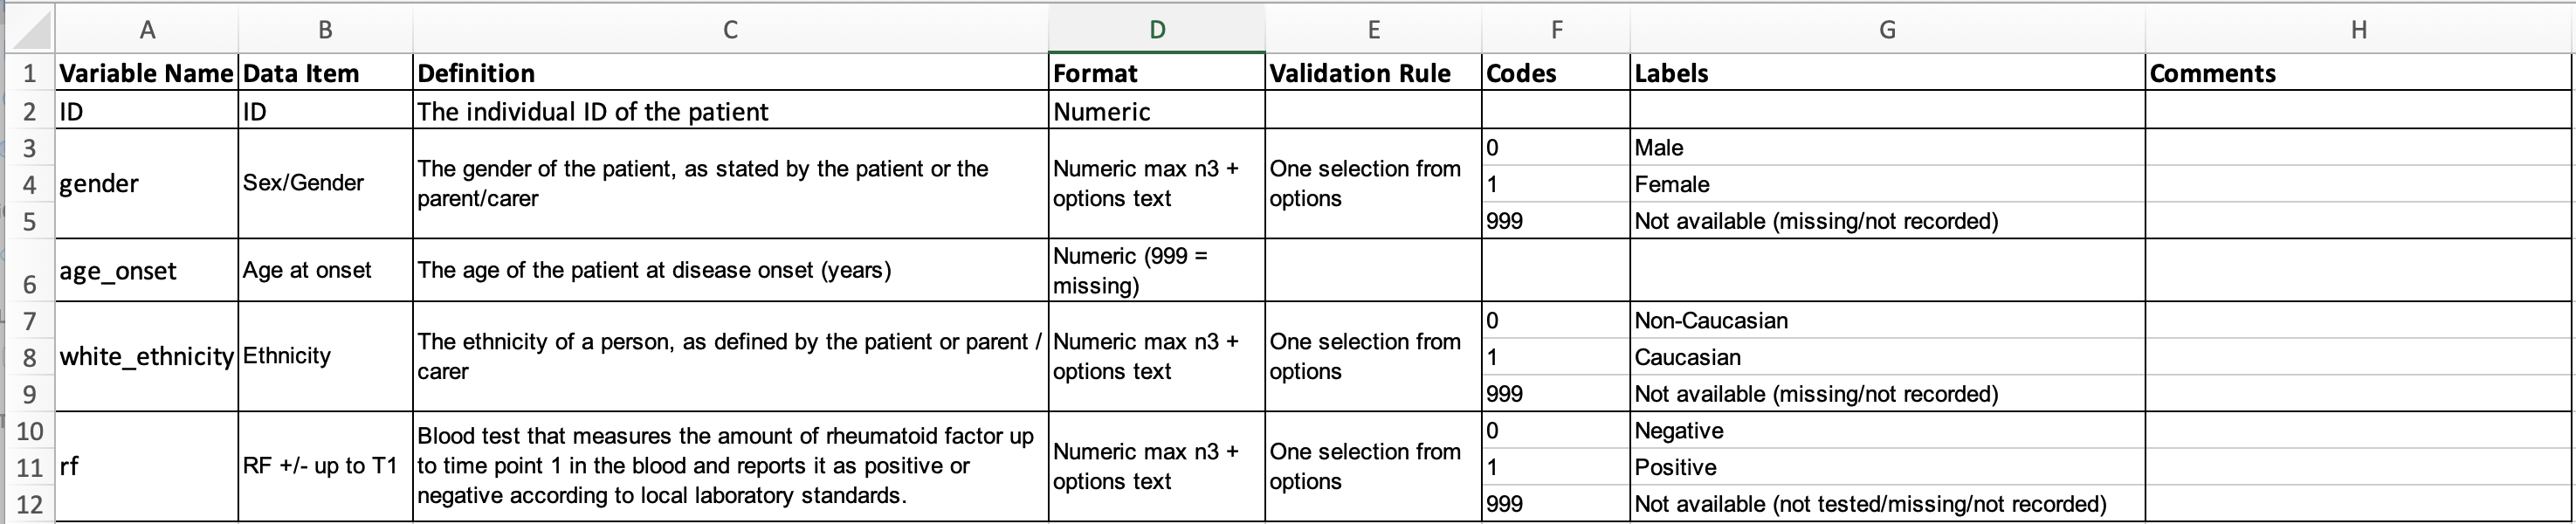 A B C D E F G H
1 Variable Name Data Item Definition Format Validation Rule Codes Labels Comments
2 ID ID The individual ID of the patient Numeric
3 0 Male
The gender of the patient, as stated by the patient or the Numeric max n3 + One selection from
4 gender Sex/Gender 1 Female
parent/carer options text options
5 999 Not available (missing/not recorded)
Numeric (999 =
age_onset Age at onset The age of the patient at disease onset (years)
6 missing)
7 0 Non-Caucasian
The ethnicity of a person, as defined by the patient or parent / Numeric max n3 + One selection from
8 white_ethnicity Ethnicity 1 Caucasian
carer options text options
9 999 Not available (missing/not recorded)
10 Blood test that measures the amount of rheumatoid factor up 0 Negative
Numeric max n3 + One selection from
11 rf RF +/- up to T1 to time point 1 in the blood and reports it as positive or 1 Positive
options text options
12 negative according to local laboratory standards. 999 Not available (not tested/missing/not recorded)